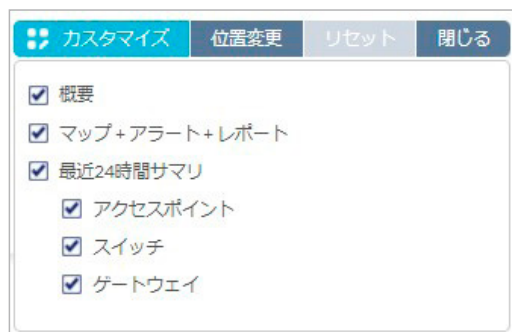 カスタマイズ 位置変更 リセット 閉じる
概要
マップ+アラート+レポート
最近24時間サマリ
アクセスポイント
スイッチ
ゲートウェイ